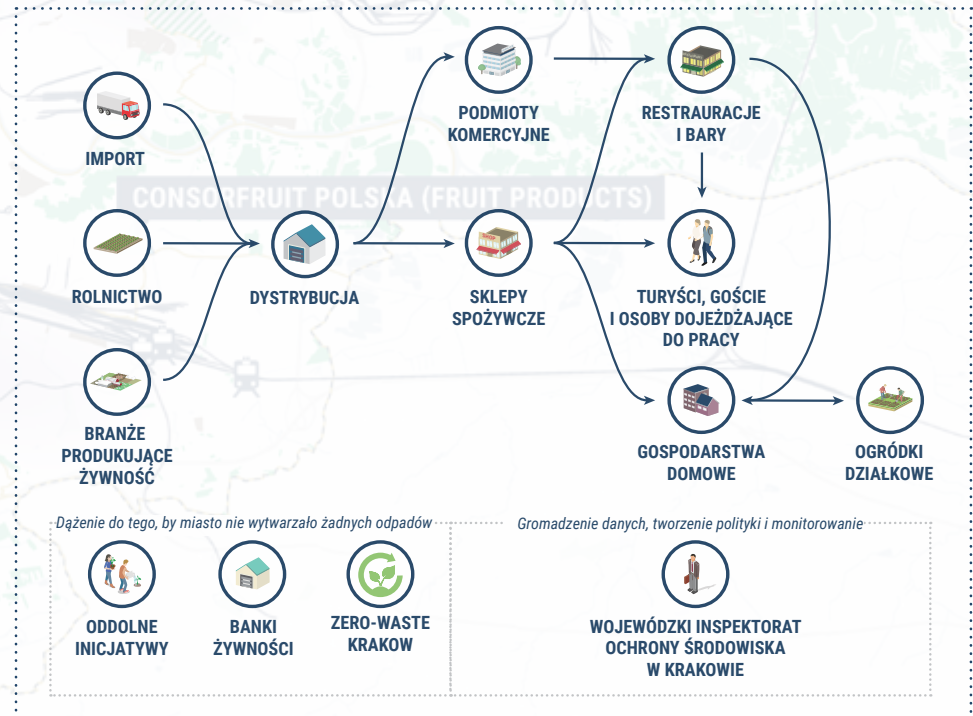 PODMIOTY
KOMERCYJNE
RESTRAURACJE
I BARY
IMPORT
CONSORFRUIT POLSKA (FRUIT PRODUCTS)
ROLNICTWO
DYSTRYBUCJA
SKLEPY
SPOŻYWCZE
TURYŚCI, GOŚCIE
I OSOBY DOJEŻDŻAJĄCE
DO PRACY
BRANŻE
PRODUKUJĄCE
ŻYWNOŚĆ
GOSPODARSTWA
DOMOWE
OGRÓDKI
DZIAŁKOWE
Dążenie do tego, by miasto nie wytwarzało żadnych odpadów
Gromadzenie danych, tworzenie polityki i monitorowanie
ODDOLNE
INICJATYWY
BANKI
ŻYWNOŚCI
ZERO-WASTE
KRAKOW
WOJEWÓDZKI INSPEKTORAT
OCHRONY ŚRODOWISKA
W KRAKOWIE